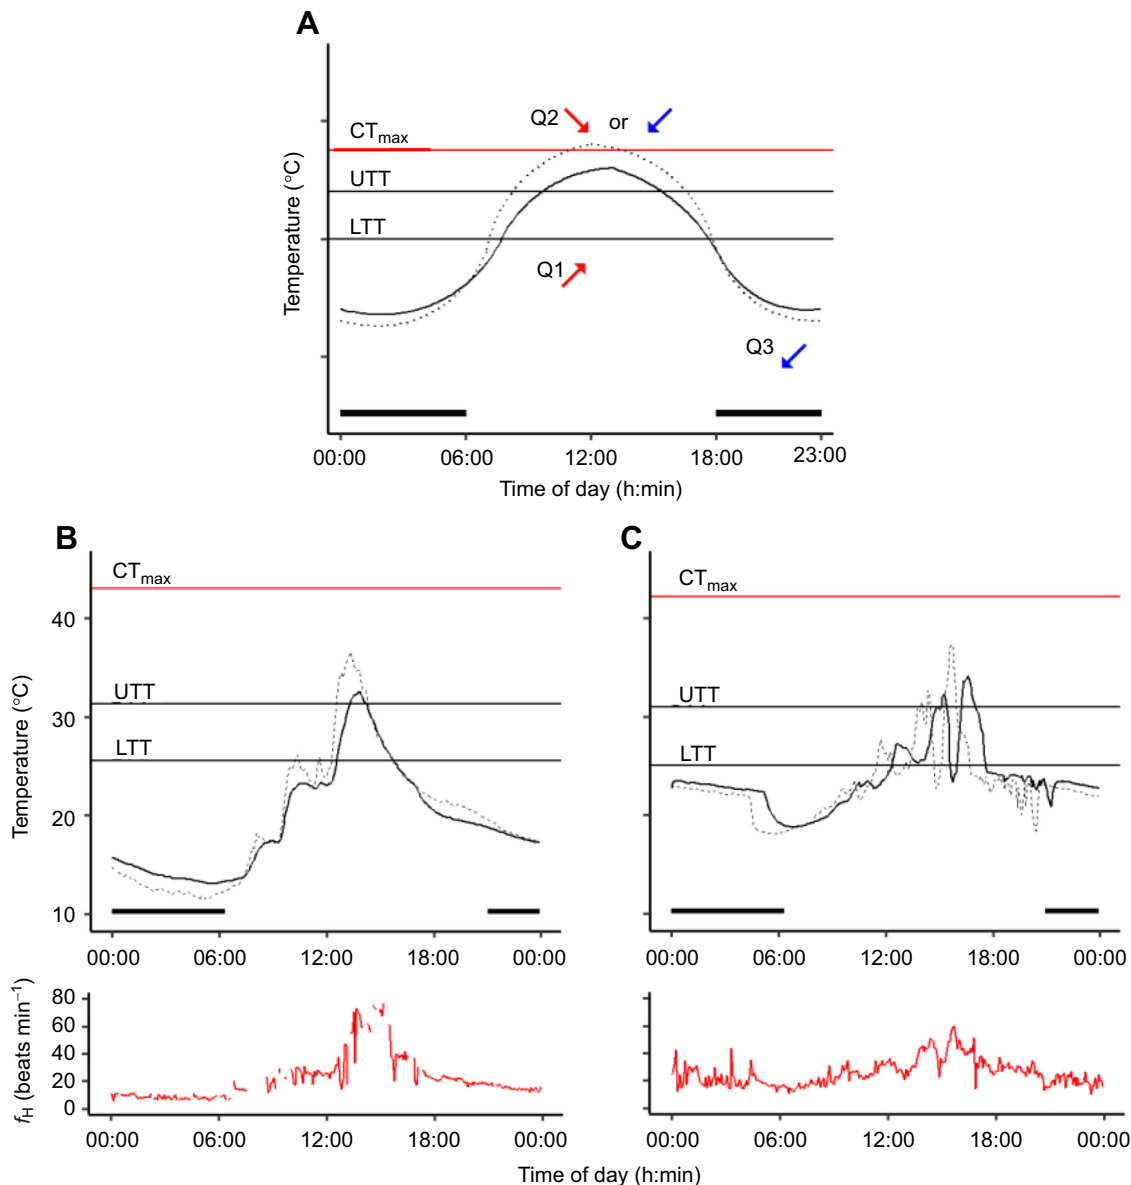 A
Q2 or
CTmax
UTT
LTT
Q1
Q3
Temperature (°C)
00:00 06:00 12:00 18:00 23:00
Time of day (h:min)
B
CTmax
40
UTT
30
LTT
20
10
Temperature (°C)
00:00 06:00 12:00 18:00 00:00
C
CTmax
UTT
LTT
00:00 06:00 12:00 18:00 00:00
80
60
40
20
0
fH (beats min−1)
00:00 06:00 12:00 18:00 00:00
00:00 06:00 12:00 18:00 00:00
Time of day (h:min)